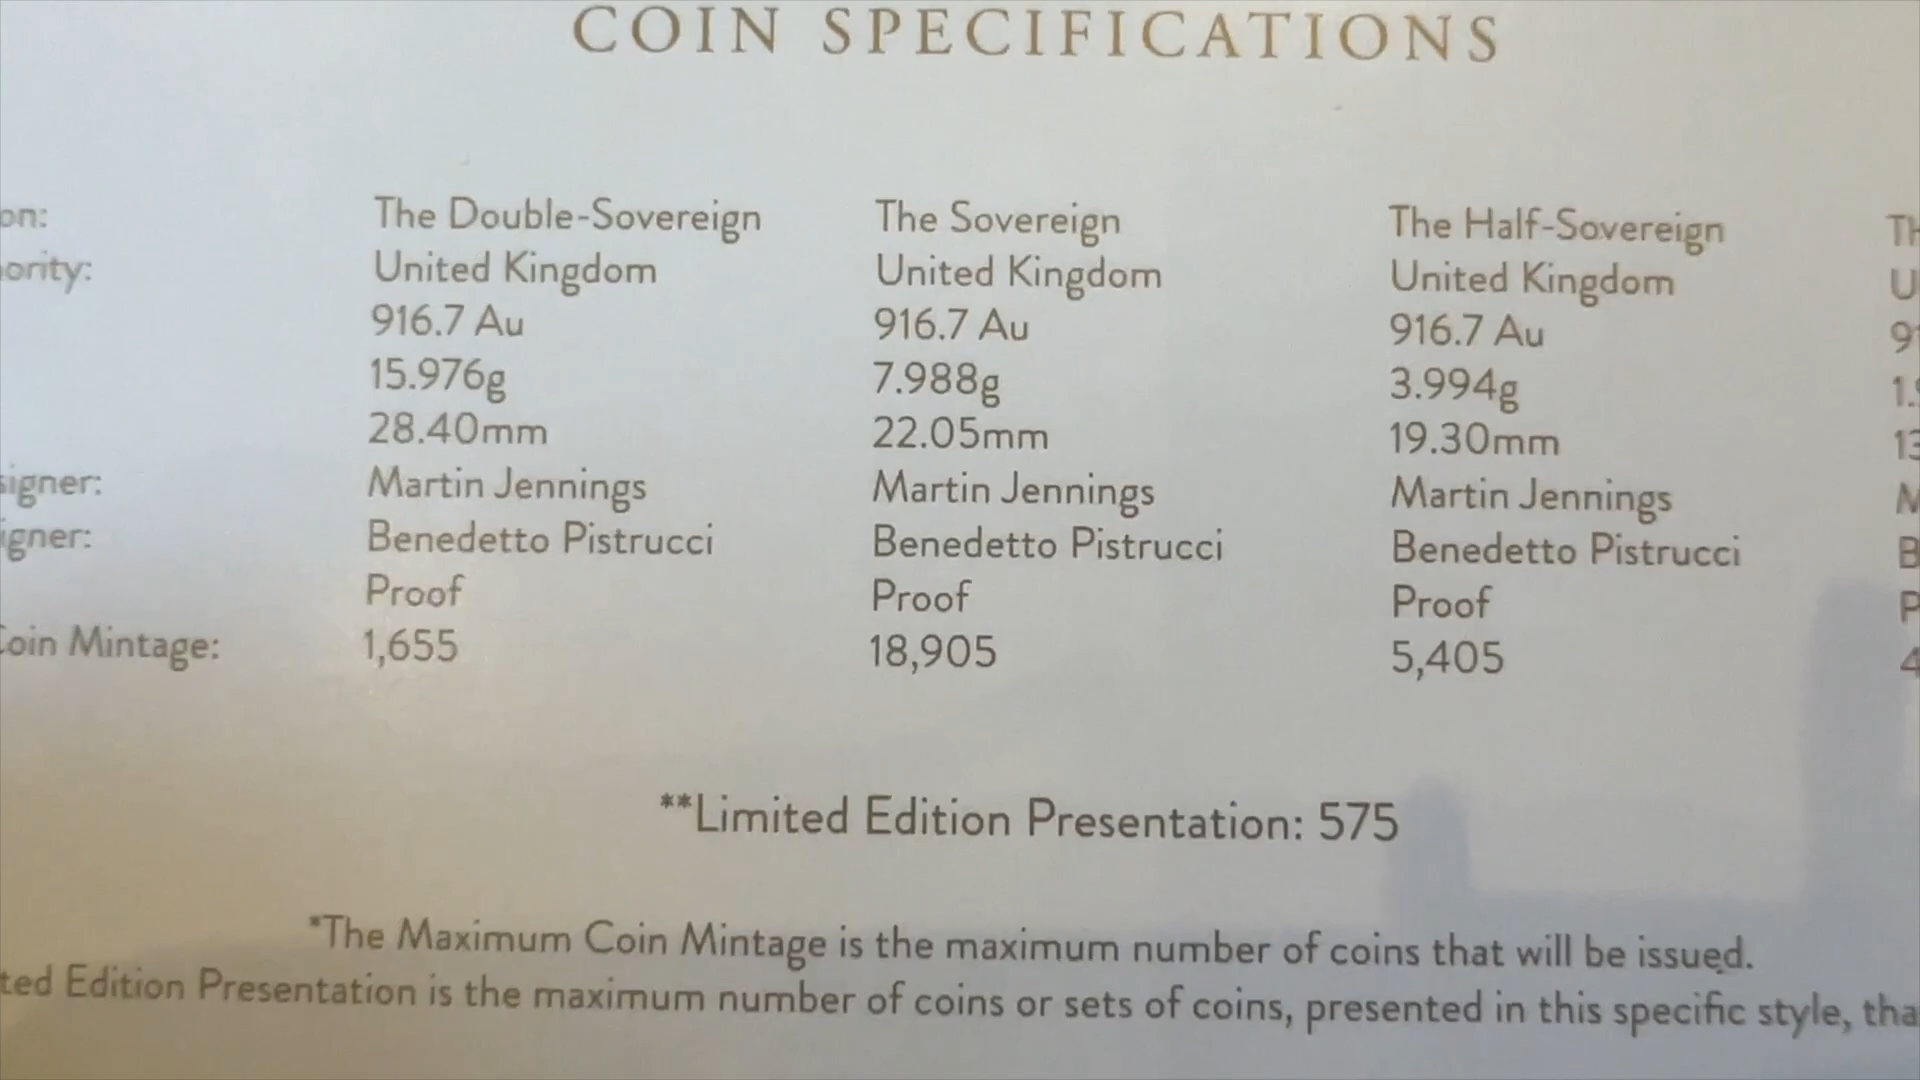 COIN SPECIFICATIONS
on: The Double-Sovereign The Sovereign The Half-Sovereign Th
ority: United Kingdom United Kingdom United Kingdom U
916.7 Au 916.7 Au 916.7 Au 9
15.976g 7.988g 3.994g 1.
28.40mm 22.05mm 19.30mm 13
signer: Martin Jennings Martin Jennings Martin Jennings M
igner: Benedetto Pistrucci Benedetto Pistrucci Benedetto Pistrucci B
Proof Proof Proof P
Coin Mintage: 1,655 18,905 5,405 4
**Limited Edition Presentation: 575
*The Maximum Coin Mintage is the maximum number of coins that will be issued.
ted Edition Presentation is the maximum number of coins or sets of coins, presented in this specific style, tha